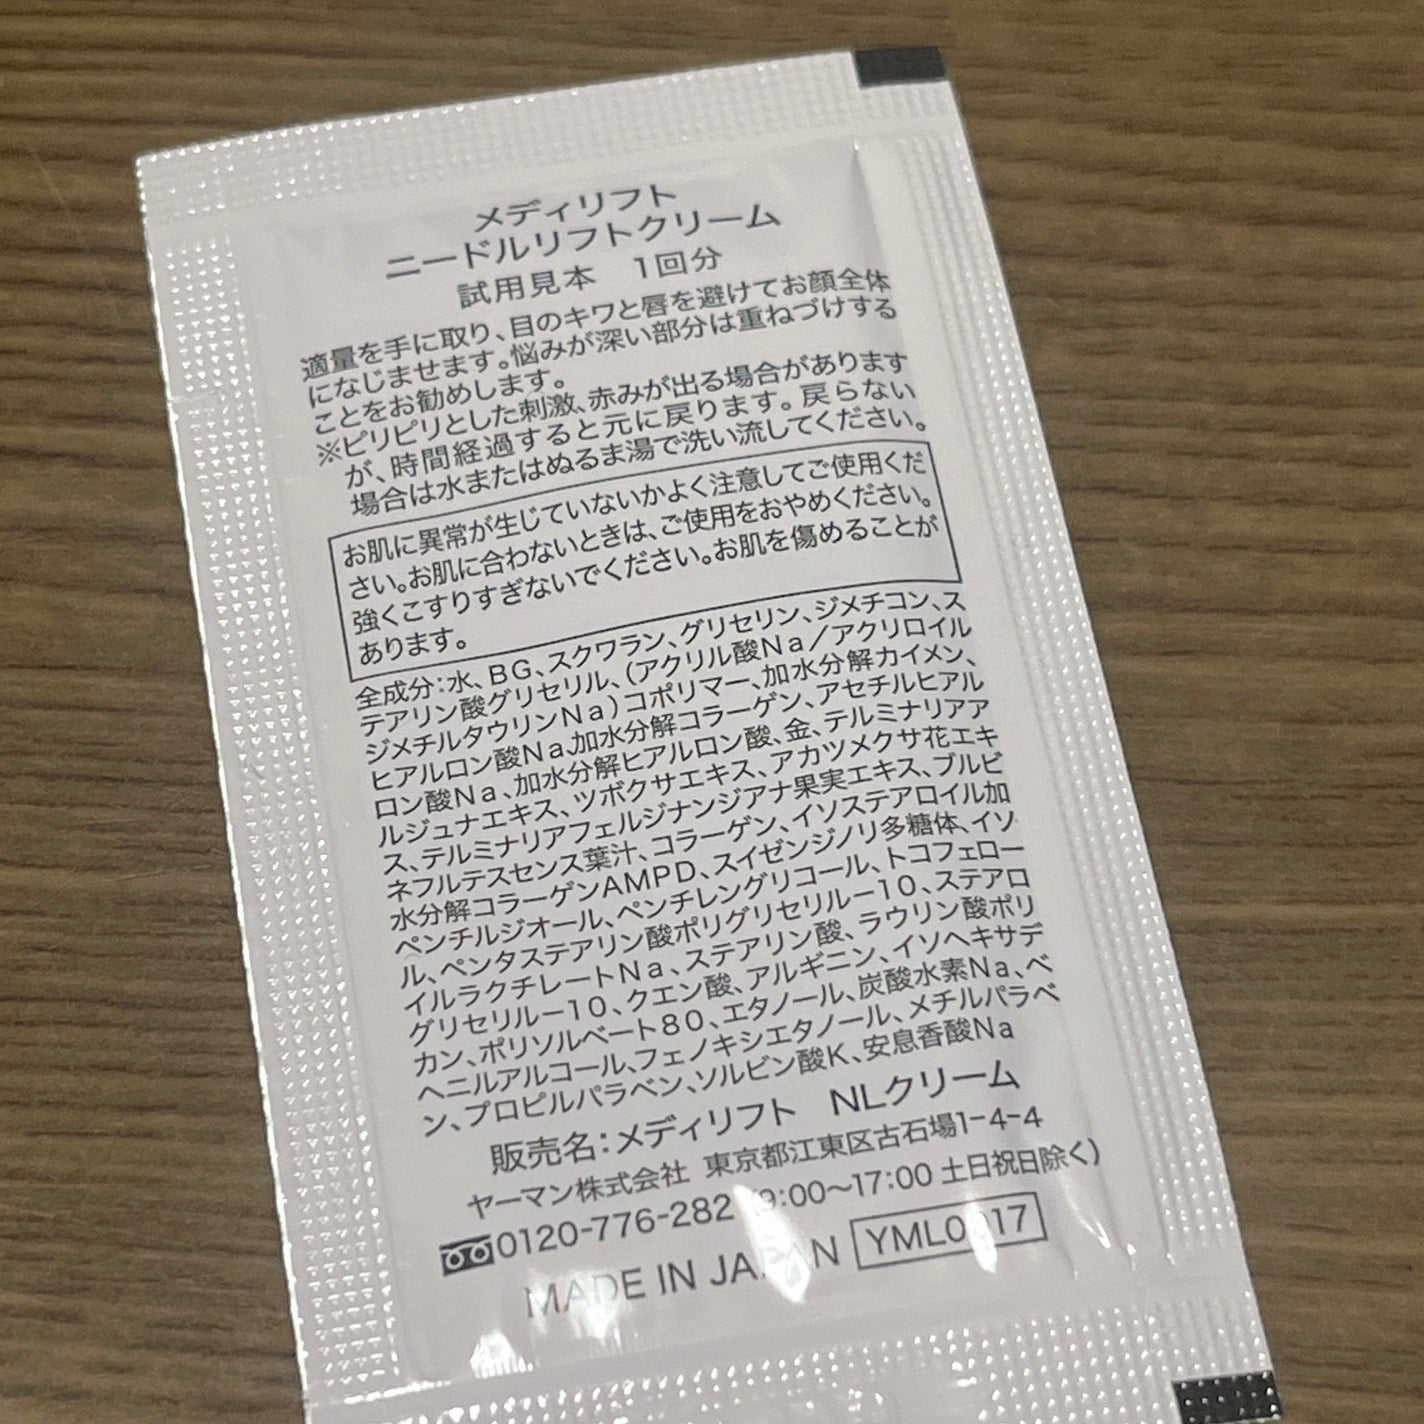 メディリフト
ニードルリフトクリーム
試用見本　1回分
適量を手に取り、目のキワと唇を避けてお顔全体
になじませます。悩みが深い部分は重ねづけする
ことをお勧めします。
※ピリピリとした刺激、赤みが出る場合があります
が、時間経過すると元に戻ります。戻らない
場合は水またはぬるま湯で洗い流してください。
お肌に異常が生じていないかよく注意してご使用くだ
さい。お肌に合わないときは、ご使用をおやめください。
強くこすりすぎないでください。お肌を傷めることが
あります。
全成分：水、BG、スクワラン、グリセリン、ジメチコン、ス
テアリン酸グリセリル、(アクリル酸Na／アクリロイル
ジメチルタウリンNa)コポリマー、加水分解カイメン、
ヒアルロン酸Na、加水分解コラーゲン、アセチルヒアル
ロン酸Na、加水分解ヒアルロン酸、金、テルミナリアア
ルジュナエキス、ツボクサエキス、アカツメクサ花エキ
ス、テルミナリアフェルジナンジアナ果実エキス、ブルビ
ネフルテスセンス葉汁、コラーゲン、イソステアロイル加
水分解コラーゲンAMPD、スイゼンジノリ多糖体、イソ
ペンチルジオール、ペンチレングリコール、トコフェロー
ル、ペンタステアリン酸ポリグリセリル－10、ステアロ
イルラクチレートNa、ステアリン酸、ラウリン酸ポリ
グリセリル－10、クエン酸、アルギニン、イソヘキサデ
カン、ポリソルベート80、エタノール、炭酸水素Na、ベ
ヘニルアルコール、フェノキシエタノール、メチルパラベ
ン、プロピルパラベン、ソルビン酸K、安息香酸Na
販売名：メディリフト　NLクリーム
ヤーマン株式会社 東京都江東区古石場1-4-4
0120-776-282 (9:00〜17:00 土日祝日除く)
MADE IN JAPAN YML0017